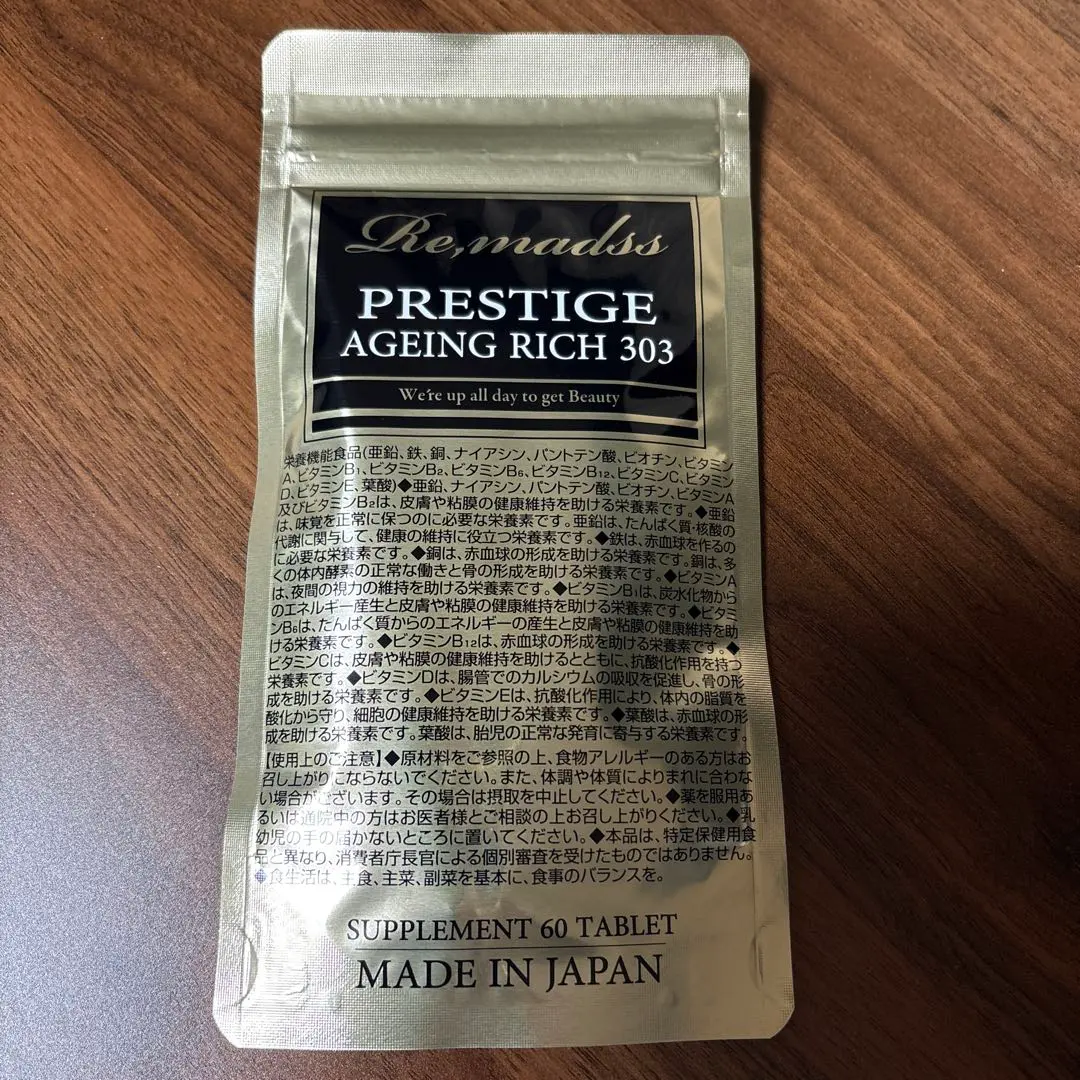 Re,madss
PRESTIGE
AGEING RICH 303
We're up all day to get Beauty
栄養機能食品(亜鉛、鉄、銅、ナイアシン、パントテン酸、ビオチン、ビタミン
A、ビタミンB₁、ビタミンB₂、ビタミンB₆、ビタミンB₁₂、ビタミンC、ビタミン
D、ビタミンE、葉酸)◆亜鉛、ナイアシン、パントテン酸、ビオチン、ビタミンA
及びビタミンB₂は、皮膚や粘膜の健康維持を助ける栄養素です。◆亜鉛
は、味覚を正常に保つのに必要な栄養素です。亜鉛は、たんぱく質・核酸の
代謝に関与して、健康の維持に役立つ栄養素です。◆鉄は、赤血球を作るの
に必要な栄養素です。◆銅は、赤血球の形成を助ける栄養素です。銅は、多
くの体内酵素の正常な働きと骨の形成を助ける栄養素です。◆ビタミンA
は、夜間の視力の維持を助ける栄養素です。◆ビタミンB₁は、炭水化物から
のエネルギー産生と皮膚や粘膜の健康維持を助ける栄養素です。◆ビタミ
ンB₆は、たんぱく質からのエネルギーの産生と皮膚や粘膜の健康維持を助
ける栄養素です。◆ビタミンB₁₂は、赤血球の形成を助ける栄養素です。◆
ビタミンCは、皮膚や粘膜の健康維持を助けるとともに、抗酸化作用を持つ
栄養素です。◆ビタミンDは、腸管でのカルシウムの吸収を促進し、骨の形
成を助ける栄養素です。◆ビタミンEは、抗酸化作用により、体内の脂質を
酸化から守り、細胞の健康維持を助ける栄養素です。◆葉酸は、赤血球の形
成を助ける栄養素です。葉酸は、胎児の正常な発育に寄与する栄養素です。
【使用上のご注意】◆原材料をご参照の上、食物アレルギーのある方はお
召し上がりにならないでください。また、体調や体質によりまれに合わな
い場合がございます。その場合は摂取を中止してください。◆薬を服用あ
るいは通院中の方はお医者様とご相談の上お召し上がりください。◆乳
幼児の手の届かないところに置いてください。◆本品は、特定保健用食
品と異なり、消費者庁長官による個別審査を受けたものではありません。
◆食生活は、主食、主菜、副菜を基本に、食事のバランスを。
SUPPLEMENT 60 TABLET
MADE IN JAPAN